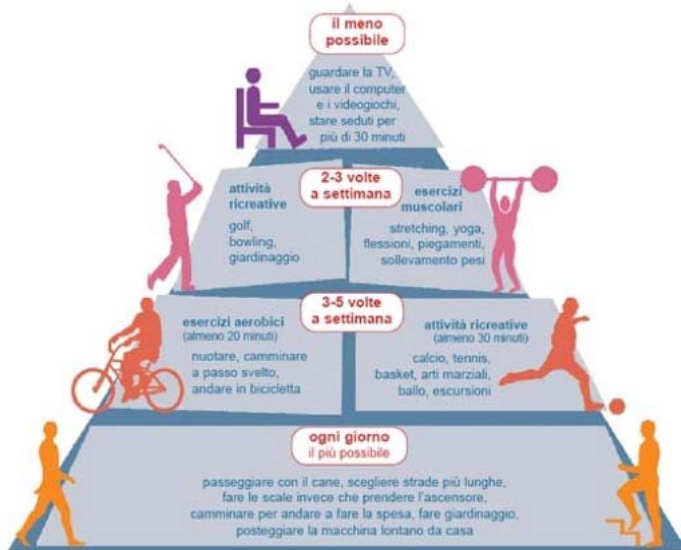 il meno
possibile
guardare la TV,
usare il computer
e i videogiochi,
stare seduti per
più di 30 minuti
2-3 volte
a settimana
attività
ricreative
golf,
bowling,
giardinaggio
esercizi
muscolari
stretching, yoga,
flessioni, piegamenti,
sollevamento pesi
3-5 volte
a settimana
esercizi aerobici
(almeno 20 minuti)
nuotare, camminare
a passo svelto,
andare in bicicletta
attività ricreative
(almeno 30 minuti)
calcio, tennis,
basket, arti marziali,
ballo, escursioni
ogni giorno
il più possibile
passeggiare con il cane, scegliere strade più lunghe,
fare le scale invece che prendere l'ascensore,
camminare per andare a fare la spesa, fare giardinaggio,
posteggiare la macchina lontano da casa